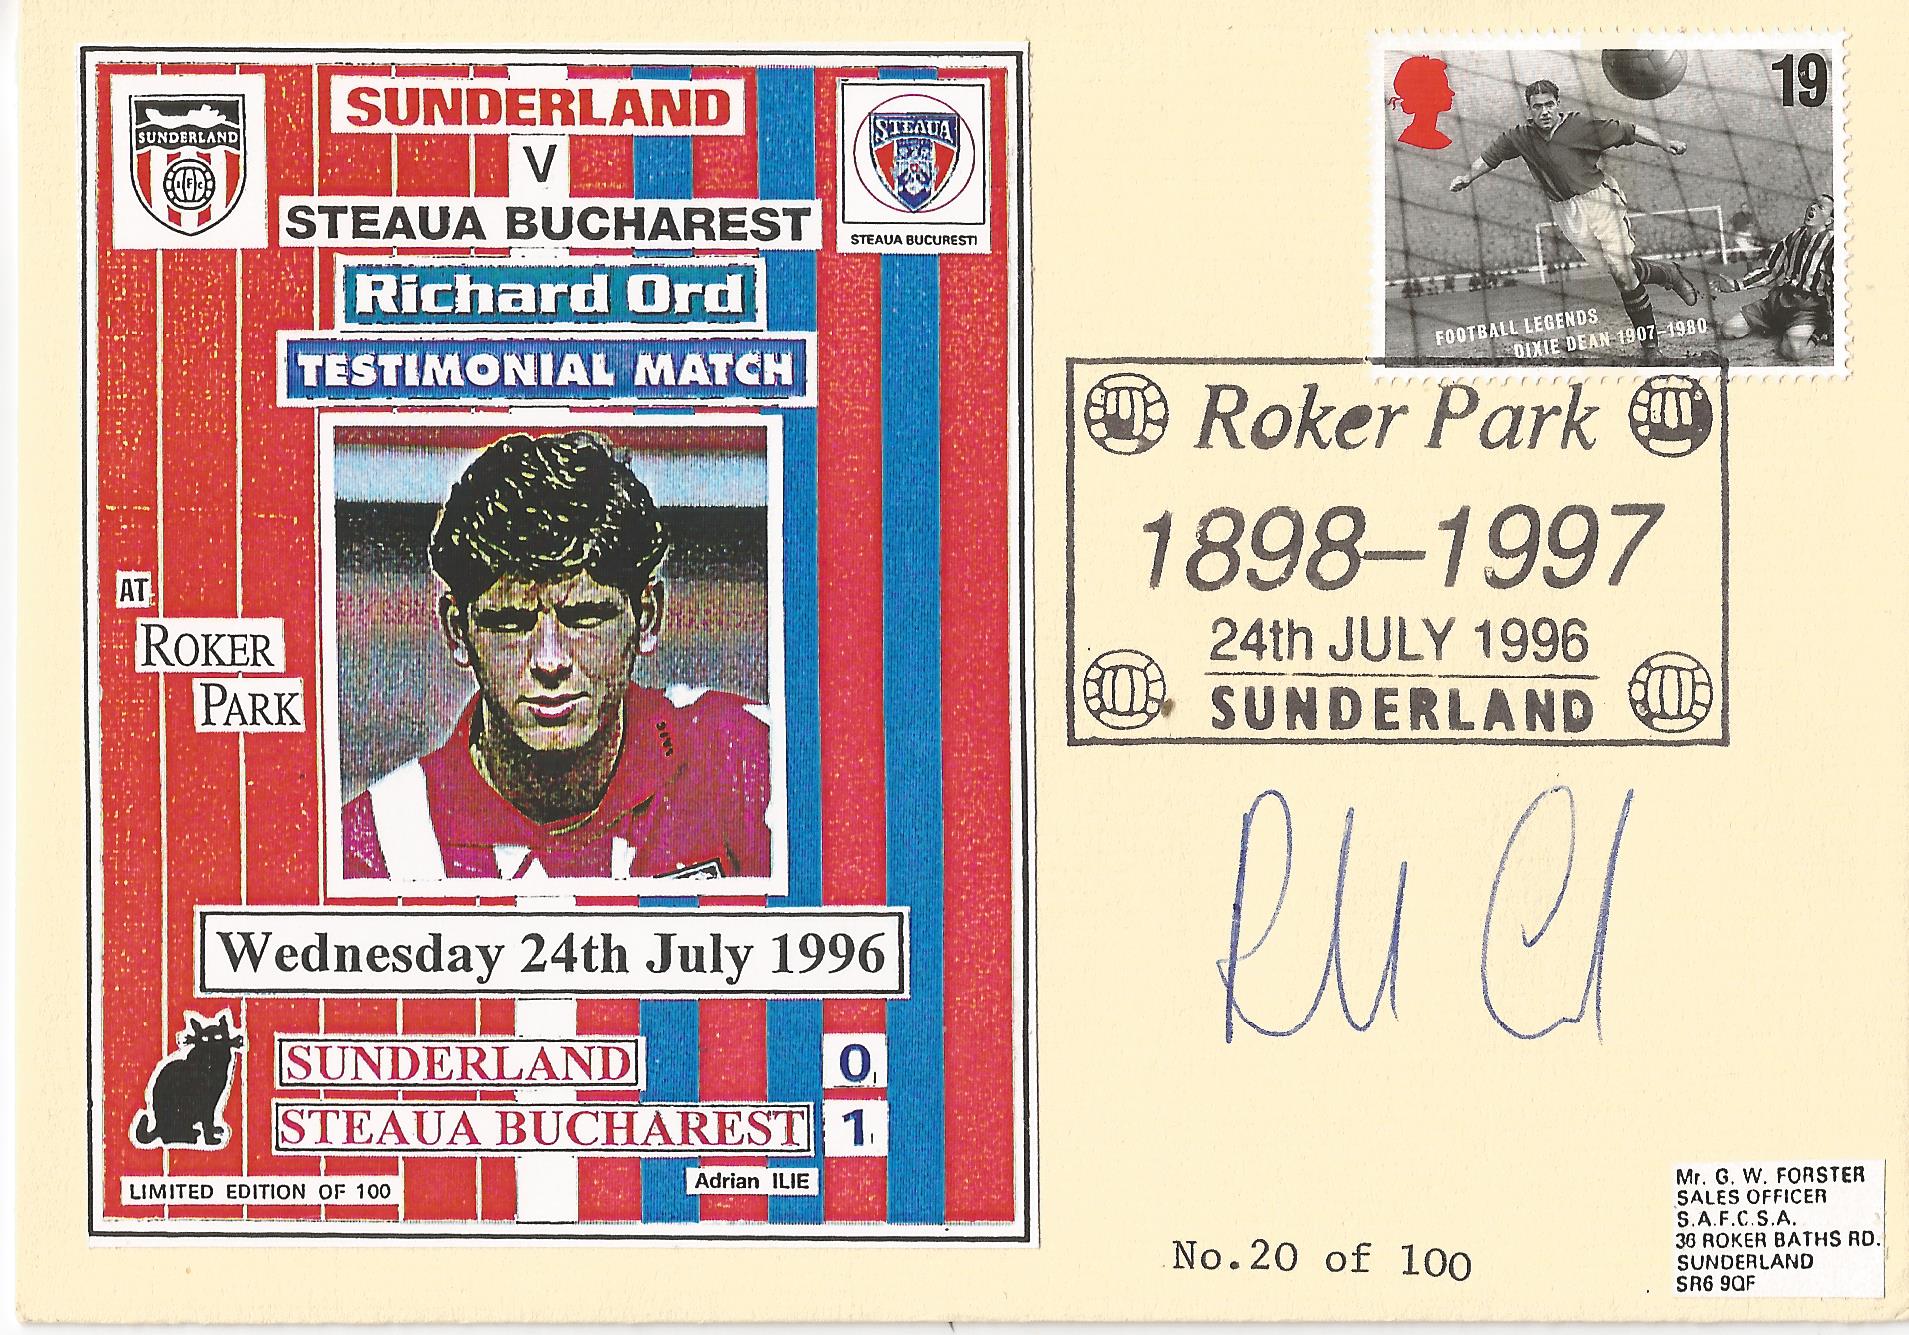 SUNDERLAND
SUNDERLAND
V
STEAUA BUCHAREST
STEAUA
STEAUA BUCURESTI
Richard Ord
TESTIMONIAL MATCH
AT
ROKER
PARK
Wednesday 24th July 1996
SUNDERLAND 0
STEAUA BUCHAREST 1
Adrian ILIE
LIMITED EDITION OF 100
19
FOOTBALL LEGENDS
DIXIE DEAN 1907-1980
Roker Park
1898-1997
24th JULY 1996
SUNDERLAND
No.20 of 100
Mr. G. W. FORSTER
SALES OFFICER
S.A.F.C.S.A.
36 ROKER BATHS RD.
SUNDERLAND
SR6 9QF